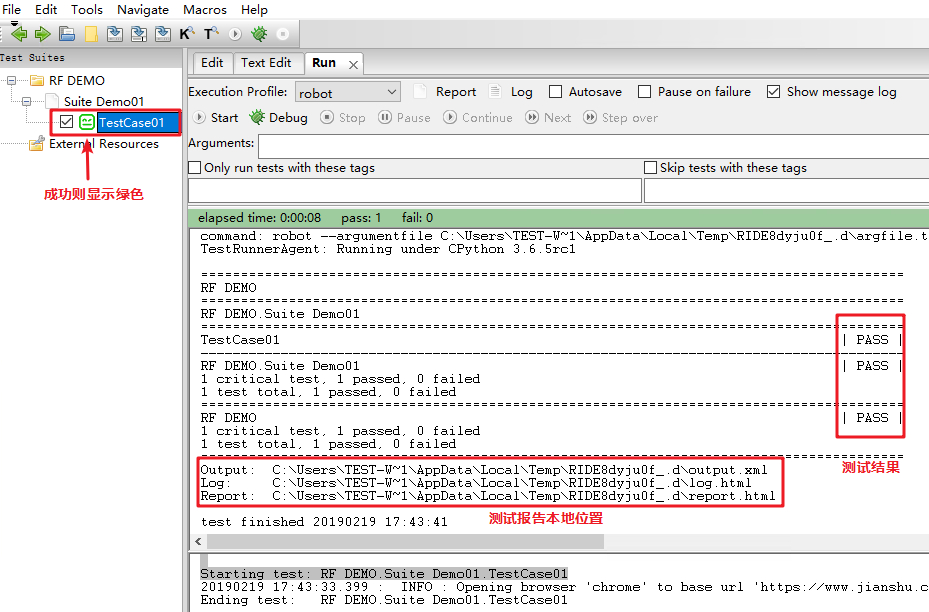 File Edit Tools Navigate Macros Help
Test Suites
RF DEMO
Suite Demo01
TestCase01
External Resources
成功则显示绿色
Edit Text Edit Run
Execution Profile: robot Report Log Autosave Pause on failure Show message log
Start Debug Stop Pause Continue Next Step over
Arguments:
Only run tests with these tags Skip tests with these tags
elapsed time: 0:00:08 pass: 1 fail: 0
command: robot --argumentfile C:\Users\TEST-W~1\AppData\Local\Temp\RIDE8dyju0f_.d\argfile.t
TestRunnerAgent: Running under CPython 3.6.5rc1
==============================================================================
RF DEMO
==============================================================================
RF DEMO.Suite Demo01
==============================================================================
TestCase01 | PASS |
------------------------------------------------------------------------------
RF DEMO.Suite Demo01 | PASS |
1 critical test, 1 passed, 0 failed
1 test total, 1 passed, 0 failed
==============================================================================
RF DEMO | PASS |
1 critical test, 1 passed, 0 failed
1 test total, 1 passed, 0 failed
==============================================================================
测试结果
Output: C:\Users\TEST-W~1\AppData\Local\Temp\RIDE8dyju0f_.d\output.xml
Log: C:\Users\TEST-W~1\AppData\Local\Temp\RIDE8dyju0f_.d\log.html
Report: C:\Users\TEST-W~1\AppData\Local\Temp\RIDE8dyju0f_.d\report.html
测试报告本地位置
test finished 20190219 17:43:41
Starting test: RF DEMO.Suite Demo01.TestCase01
20190219 17:43:33.399 : INFO : Opening browser 'chrome' to base url 'https://www.jianshu.c
Ending test: RF DEMO.Suite Demo01.TestCase01